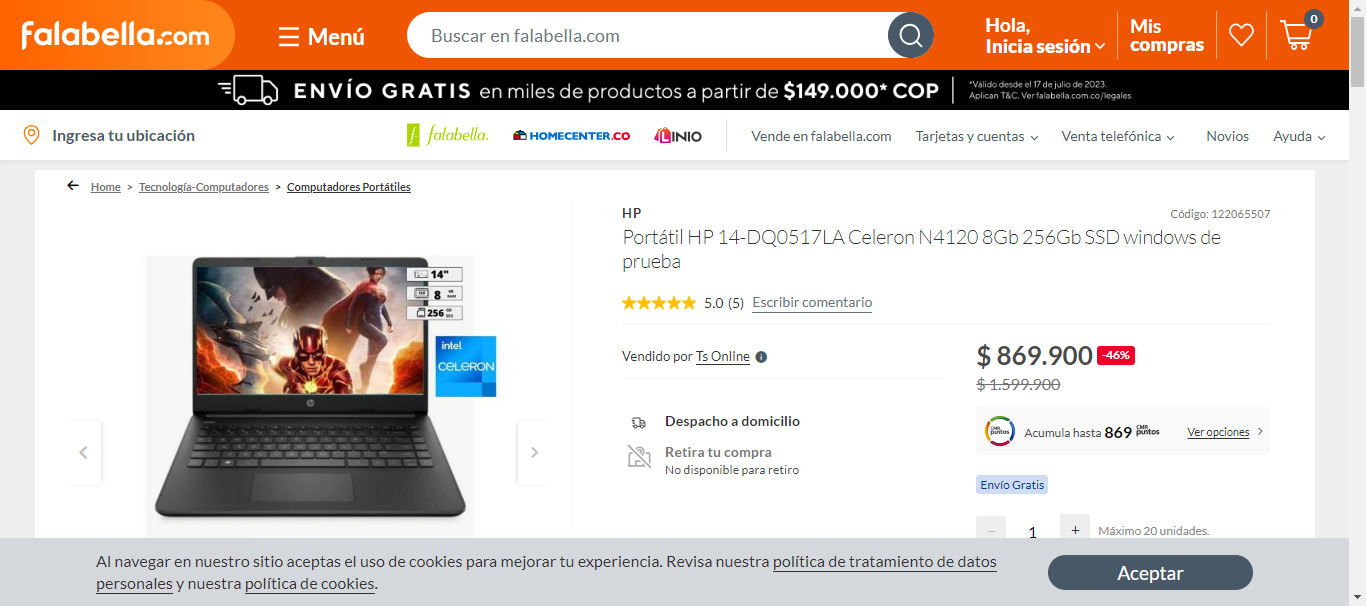 falabella.com
Menú
Buscar en falabella.com
Hola,
Inicia sesión
Mis
compras
0
ENVÍO GRATIS en miles de productos a partir de $149.000* COP
*Válido desde el 17 de julio de 2023.
Aplican T&C. Ver falabella.com.co/legales
Ingresa tu ubicación
falabella.
HOMECENTER.CO
LINIO
Vende en falabella.com
Tarjetas y cuentas
Venta telefónica
Novios
Ayuda
Home > Tecnología-Computadores > Computadores Portátiles
HP
Código: 122065507
Portátil HP 14-DQ0517LA Celeron N4120 8Gb 256Gb SSD windows de
prueba
5.0 (5) Escribir comentario
14"
8 GB RAM
256 GB SSD
intel.
CELERON
hp
Vendido por Ts Online
$ 869.900 -46%
$ 1.599.900
CMR puntos
Acumula hasta 869 CMR puntos
Ver opciones
Despacho a domicilio
Retira tu compra
No disponible para retiro
Envío Gratis
− 1 + Máximo 20 unidades.
Al navegar en nuestro sitio aceptas el uso de cookies para mejorar tu experiencia. Revisa nuestra política de tratamiento de datos
personales y nuestra política de cookies.
Aceptar